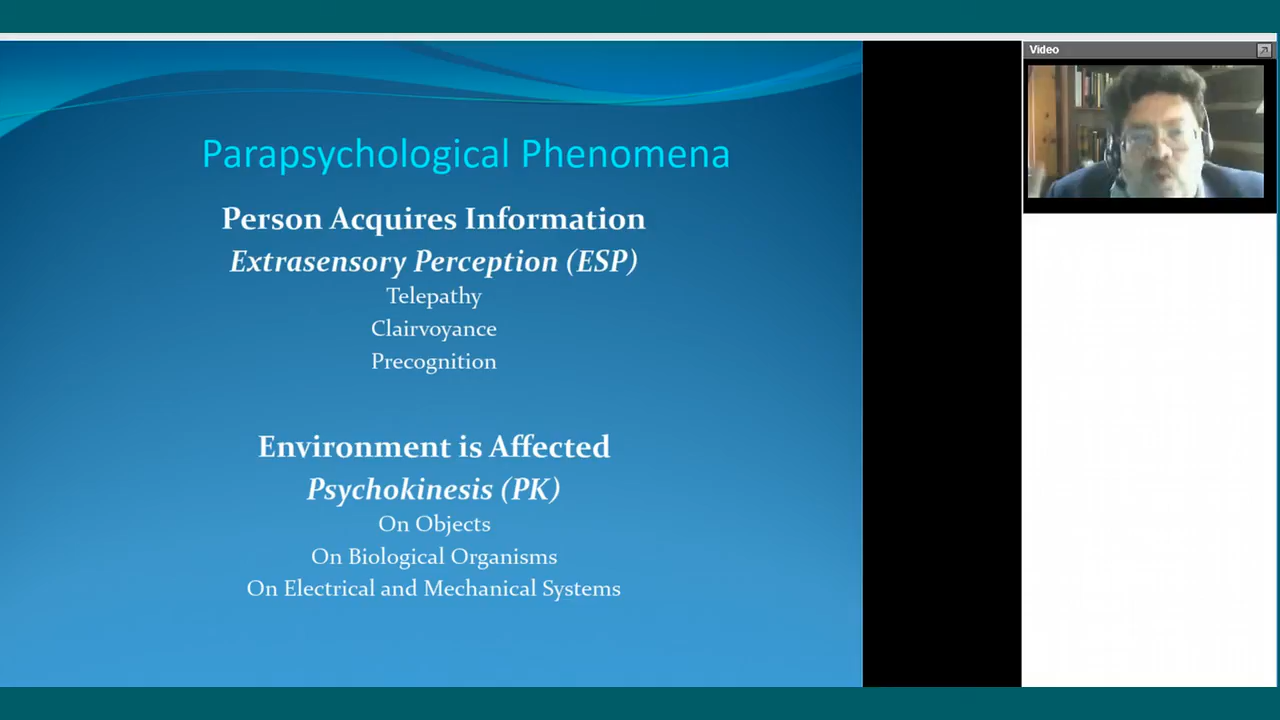 Parapsychological Phenomena
Person Acquires Information
Extrasensory Perception (ESP)
Telepathy
Clairvoyance
Precognition
Environment is Affected
Psychokinesis (PK)
On Objects
On Biological Organisms
On Electrical and Mechanical Systems
Video